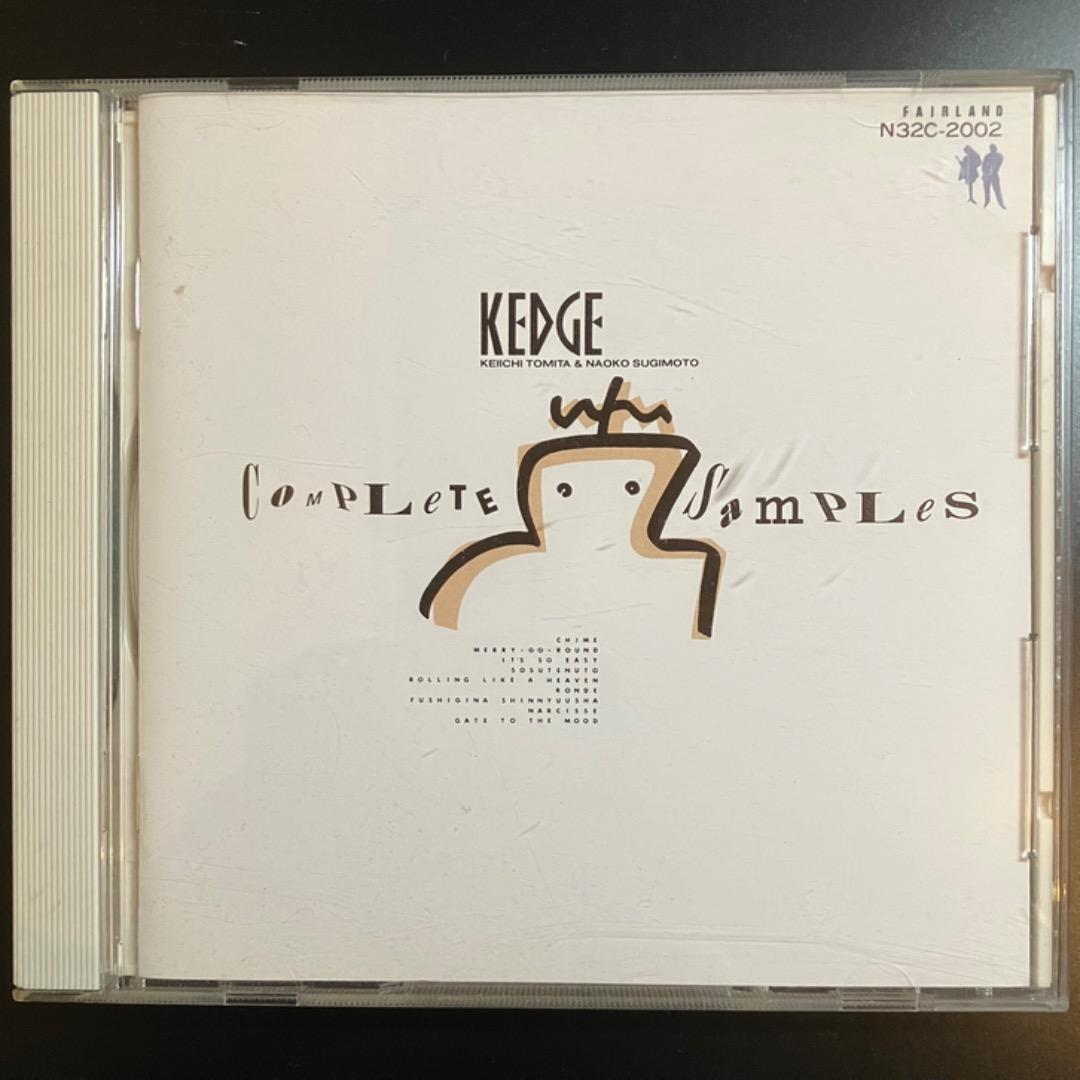 FAIRLAND
N32C-2002
KEDGE
KEIICHI TOMITA & NAOKO SUGIMOTO
COMPLeTE SamPLeS
CHIME
MERRY-GO-ROUND
IT'S SO EASY
SOSUTENUTO
ROLLING LIKE A HEAVEN
RONDE
FUSHIGINA SHINNYUUSHA
NARCISSE
GATE TO THE MOOD